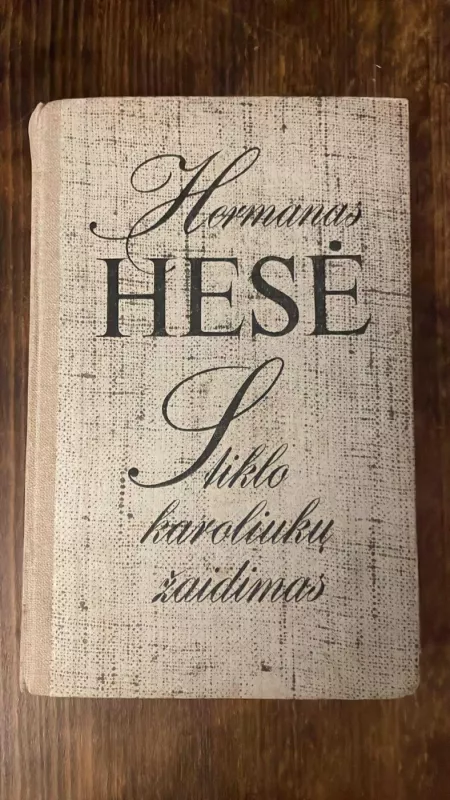 Hermanas
HESĖ
Stiklo
karoliukų
žaidimas